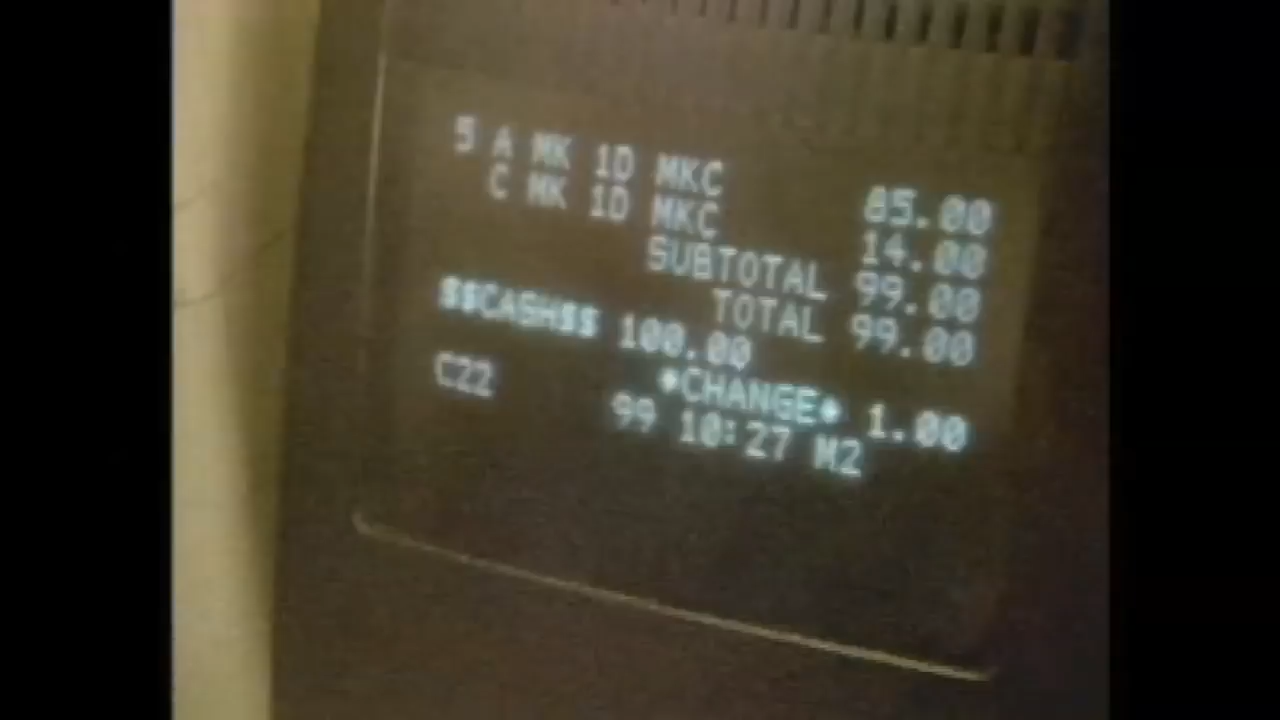 5 A MK 1D MKC 85.00
C MK 1D MKC 14.00
SUBTOTAL 99.00
TOTAL 99.00
$$CASH$$ 100.00
*CHANGE* 1.00
C22 99 10:27 M2